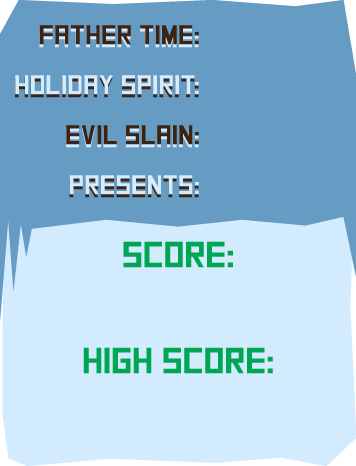 FATHER TIME:
HOLIDAY SPIRIT:
EVIL SLAIN:
PRESENTS:
SCORE:
HIGH SCORE: